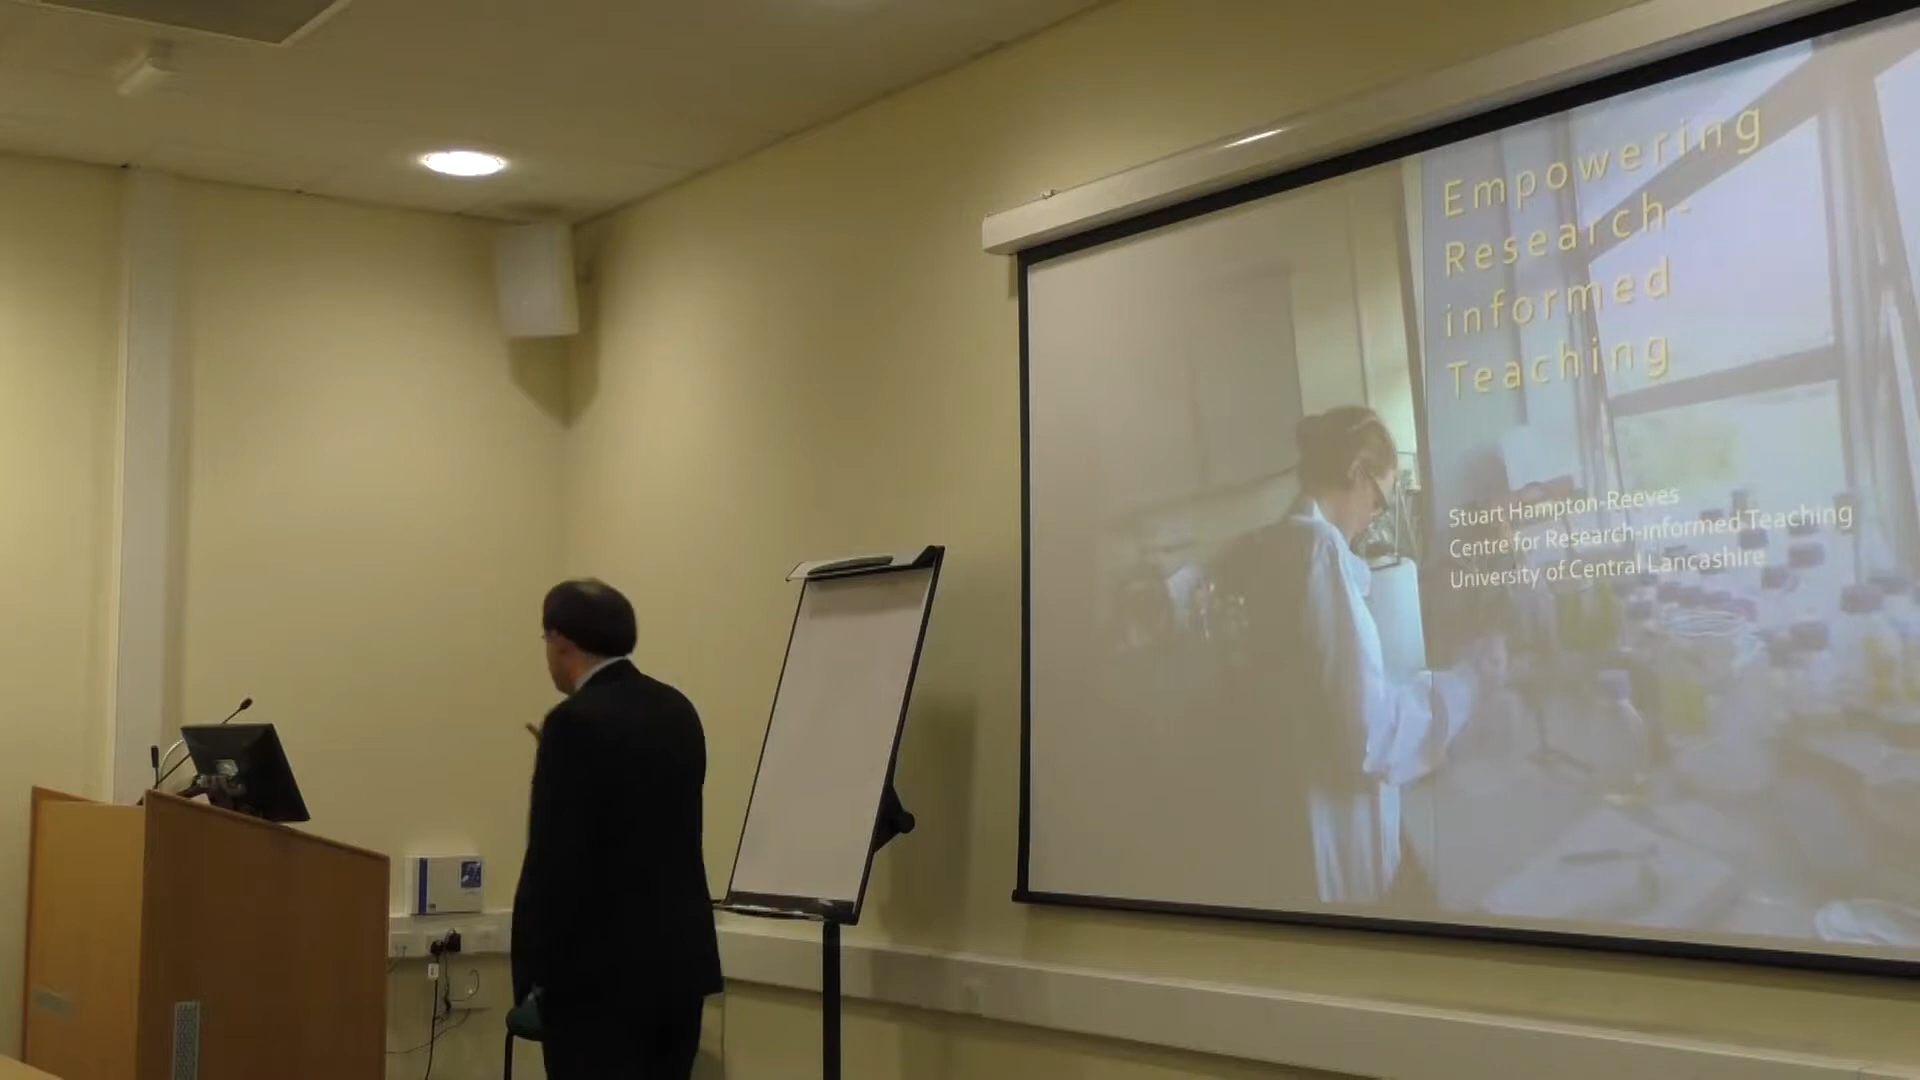 Empowering
Research-
informed
Teaching
Stuart Hampton-Reeves
Centre for Research-informed Teaching
University of Central Lancashire